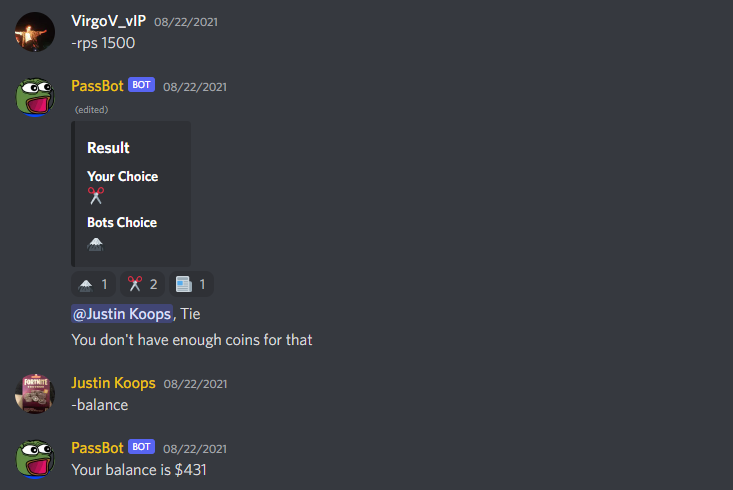 VirgoV_vIP 08/22/2021
-rps 1500
PassBot BOT 08/22/2021
(edited)
Result
Your Choice
Bots Choice
1 2 1
@Justin Koops, Tie
You don't have enough coins for that
FORTNITE
Justin Koops 08/22/2021
-balance
PassBot BOT 08/22/2021
Your balance is $431